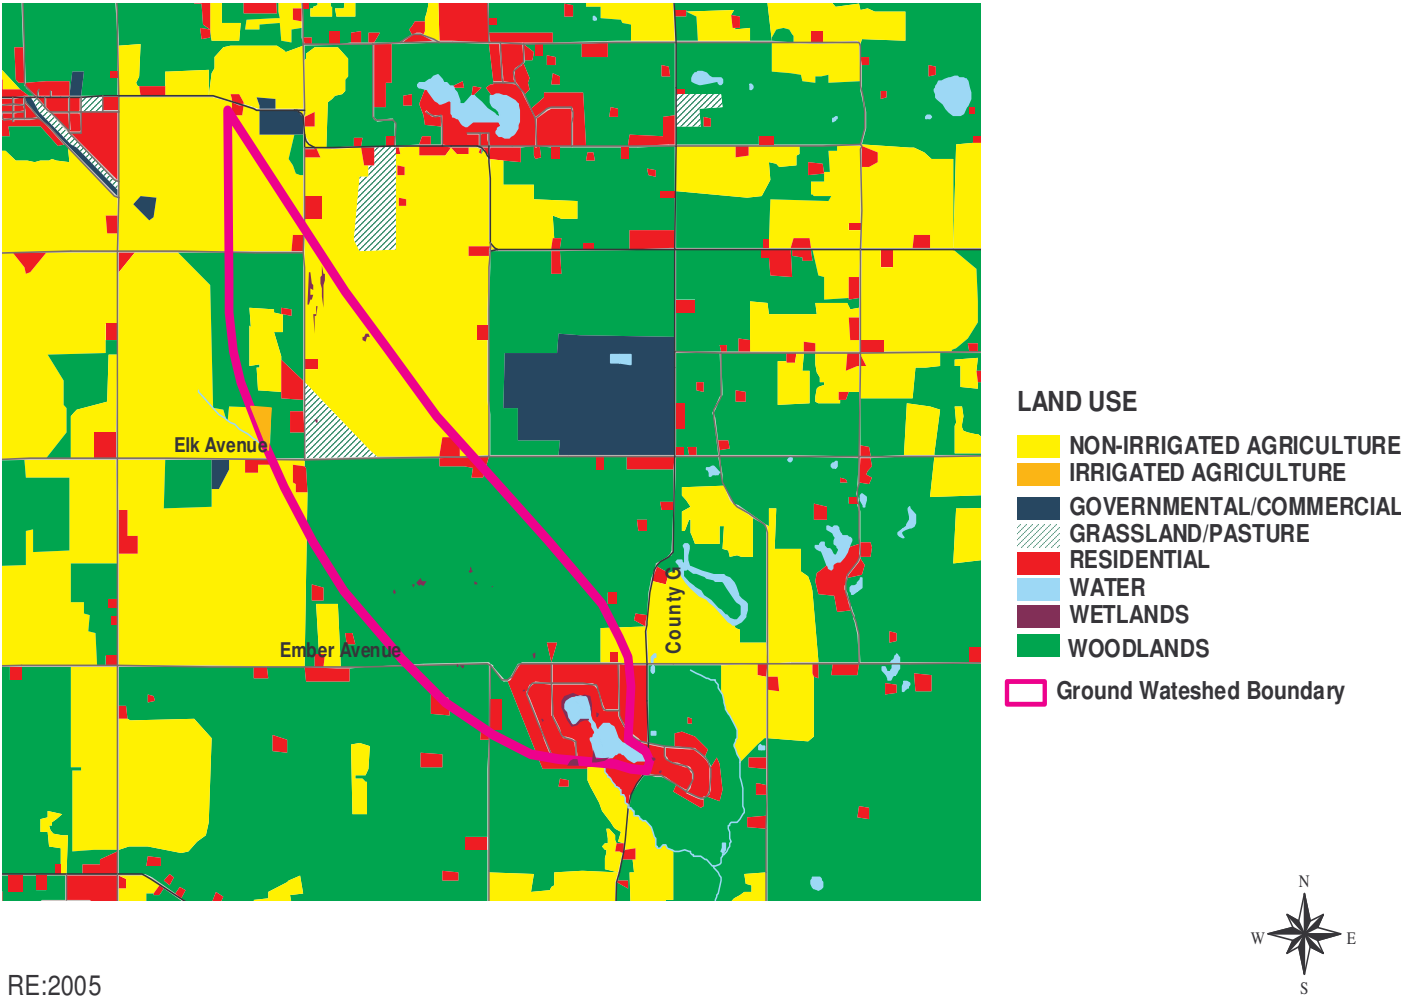 LAND USE
NON-IRRIGATED AGRICULTURE
IRRIGATED AGRICULTURE
GOVERNMENTAL/COMMERCIAL
GRASSLAND/PASTURE
RESIDENTIAL
WATER
WETLANDS
WOODLANDS
Ground Wateshed Boundary
Elk Avenue
County G
Ember Avenue
N
W E
S
RE:2005